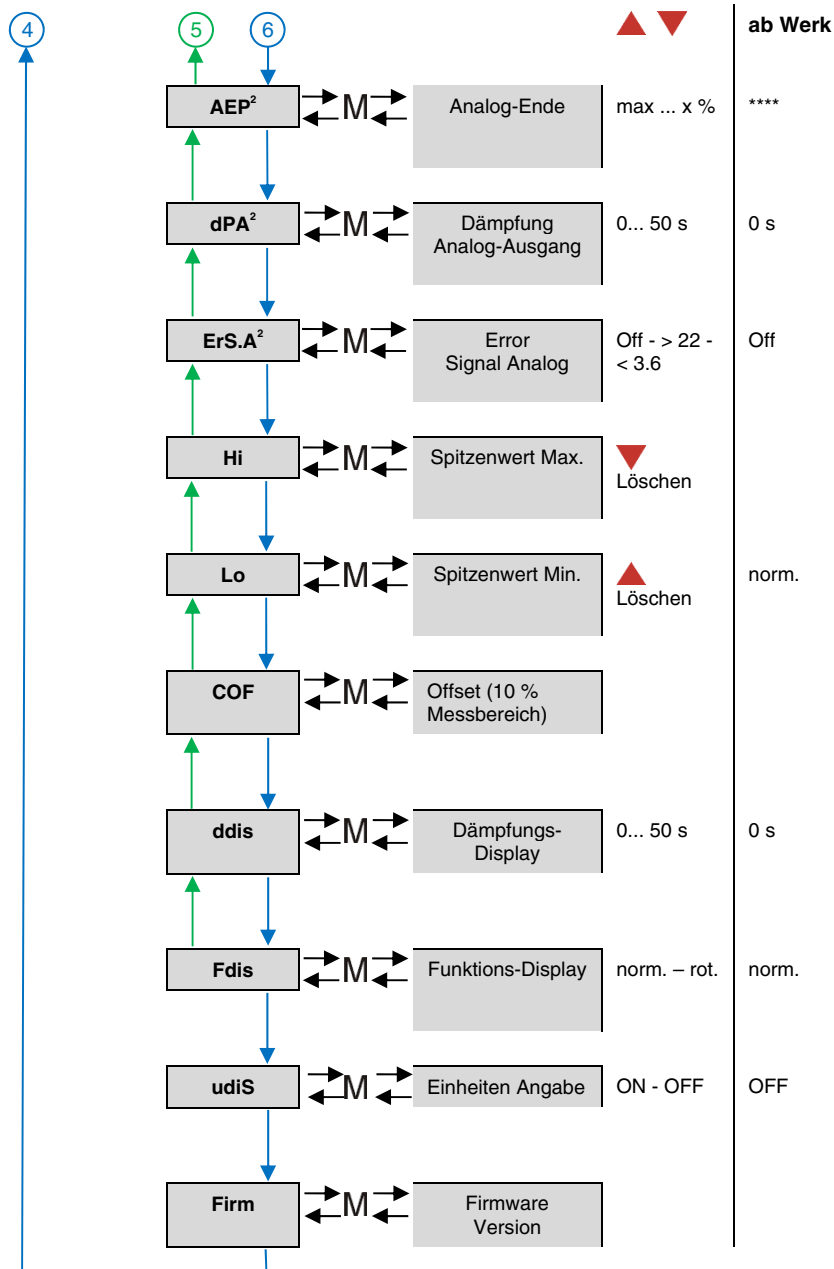 4 5 6 ab Werk
AEP² M Analog-Ende max ... x % ****
dPA² M Dämpfung 0... 50 s 0 s
Analog-Ausgang
ErS.A² M Error Off - > 22 - Off
Signal Analog < 3.6
Hi M Spitzenwert Max.
Löschen
Lo M Spitzenwert Min. norm.
Löschen
COF M Offset (10 %
Messbereich)
ddis M Dämpfungs- 0... 50 s 0 s
Display
Fdis M Funktions-Display norm. – rot. norm.
udiS M Einheiten Angabe ON - OFF OFF
Firm M Firmware
Version